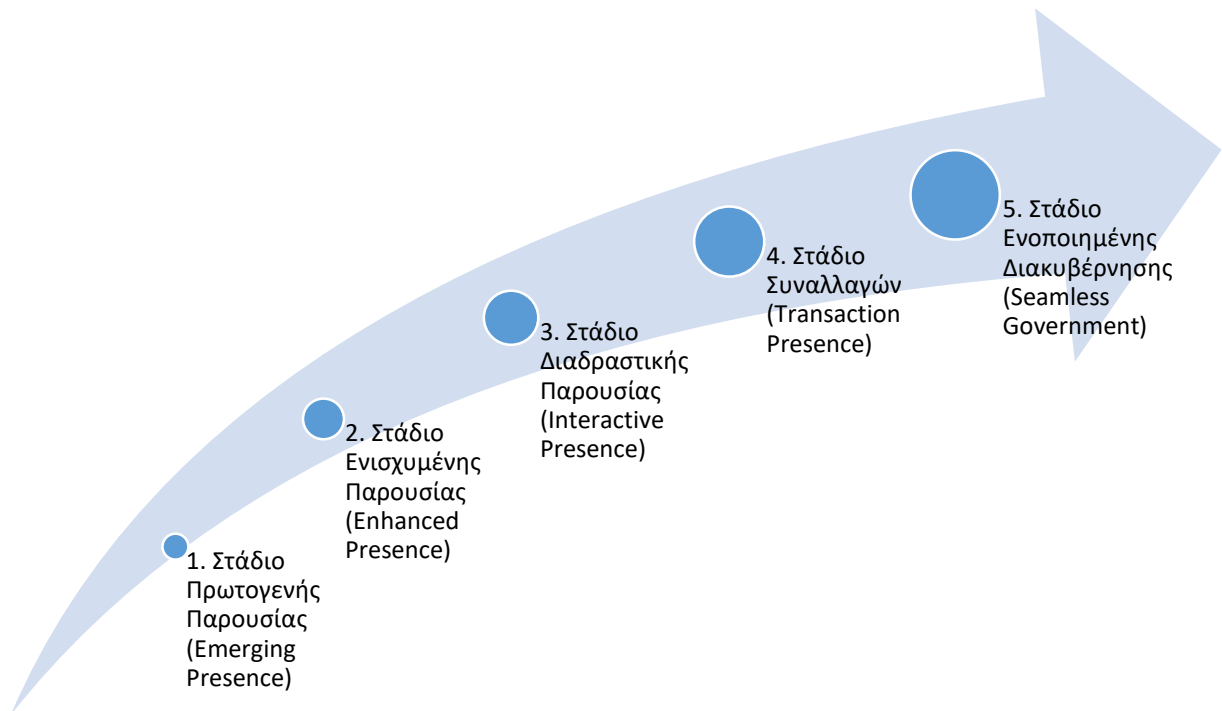 1. Στάδιο
Πρωτογενής
Παρουσίας
(Emerging
Presence)
2. Στάδιο
Ενισχυμένης
Παρουσίας
(Enhanced
Presence)
3. Στάδιο
Διαδραστικής
Παρουσίας
(Interactive
Presence)
4. Στάδιο
Συναλλαγών
(Transaction
Presence)
5. Στάδιο
Ενοποιημένης
Διακυβέρνησης
(Seamless
Government)